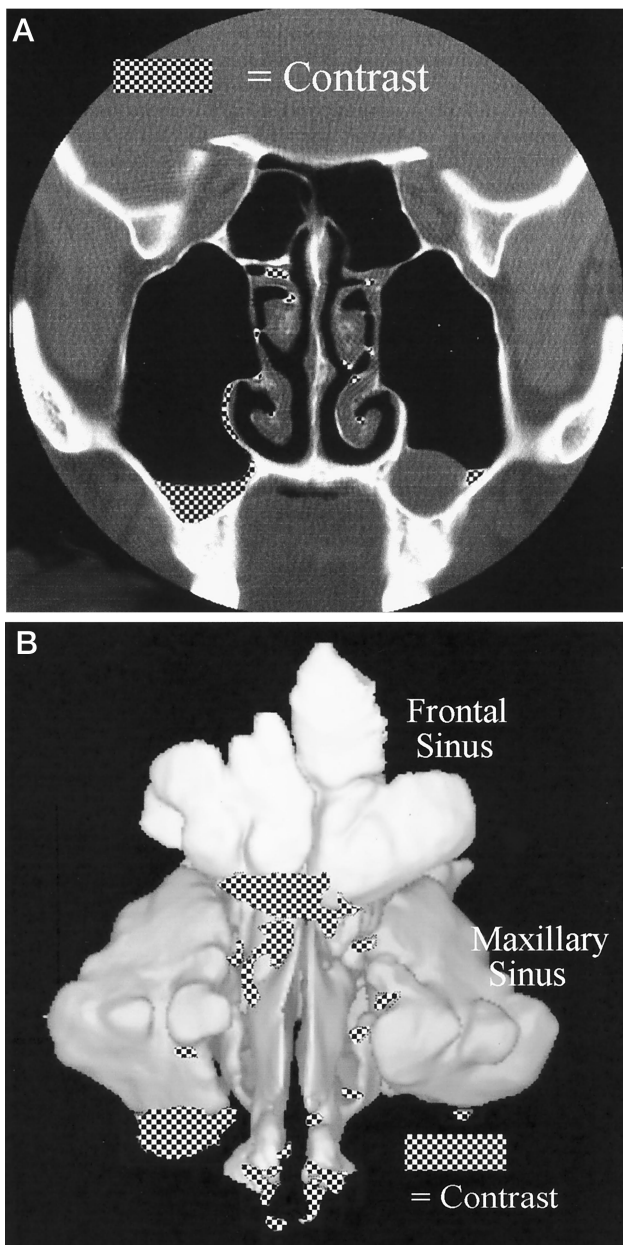 A
= Contrast
B
Frontal
Sinus
Maxillary
Sinus
= Contrast